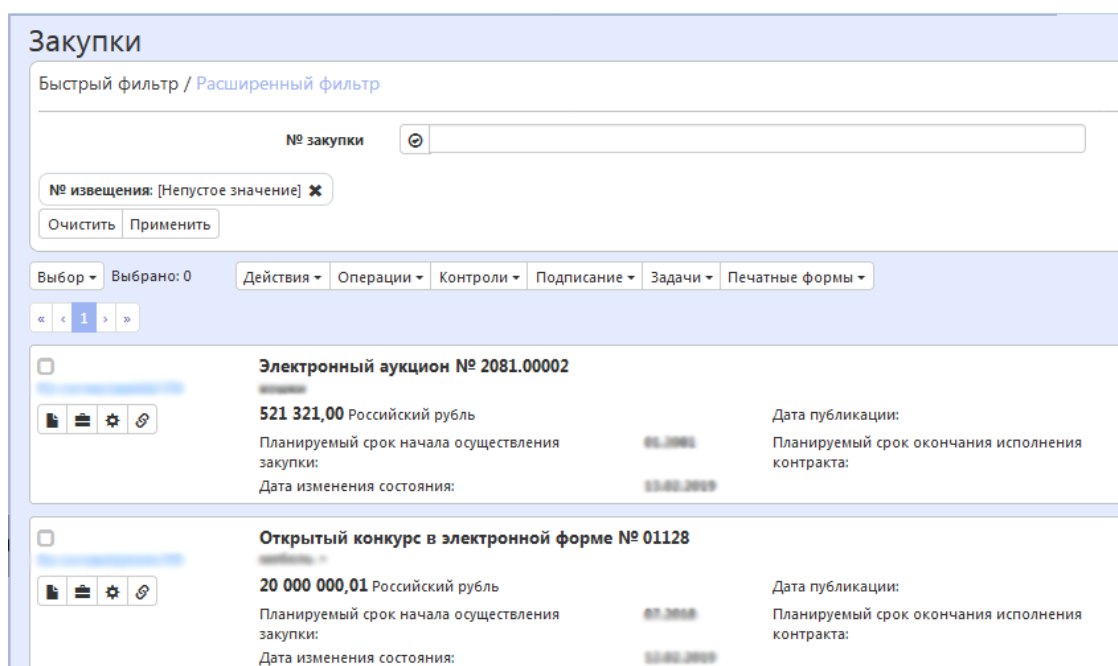 Закупки
Быстрый фильтр / Расширенный фильтр
№ закупки
№ извещения: [Непустое значение] ✖
Очистить Применить
Выбор Выбрано: 0 Действия Операции Контроли Подписание Задачи Печатные формы
« ‹ 1 › »
Электронный аукцион № 2081.00002
521 321,00 Российский рубль Дата публикации:
Планируемый срок начала осуществления Планируемый срок окончания исполнения
закупки: контракта:
Дата изменения состояния:
Открытый конкурс в электронной форме № 01128
20 000 000,01 Российский рубль Дата публикации:
Планируемый срок начала осуществления Планируемый срок окончания исполнения
закупки: контракта:
Дата изменения состояния: